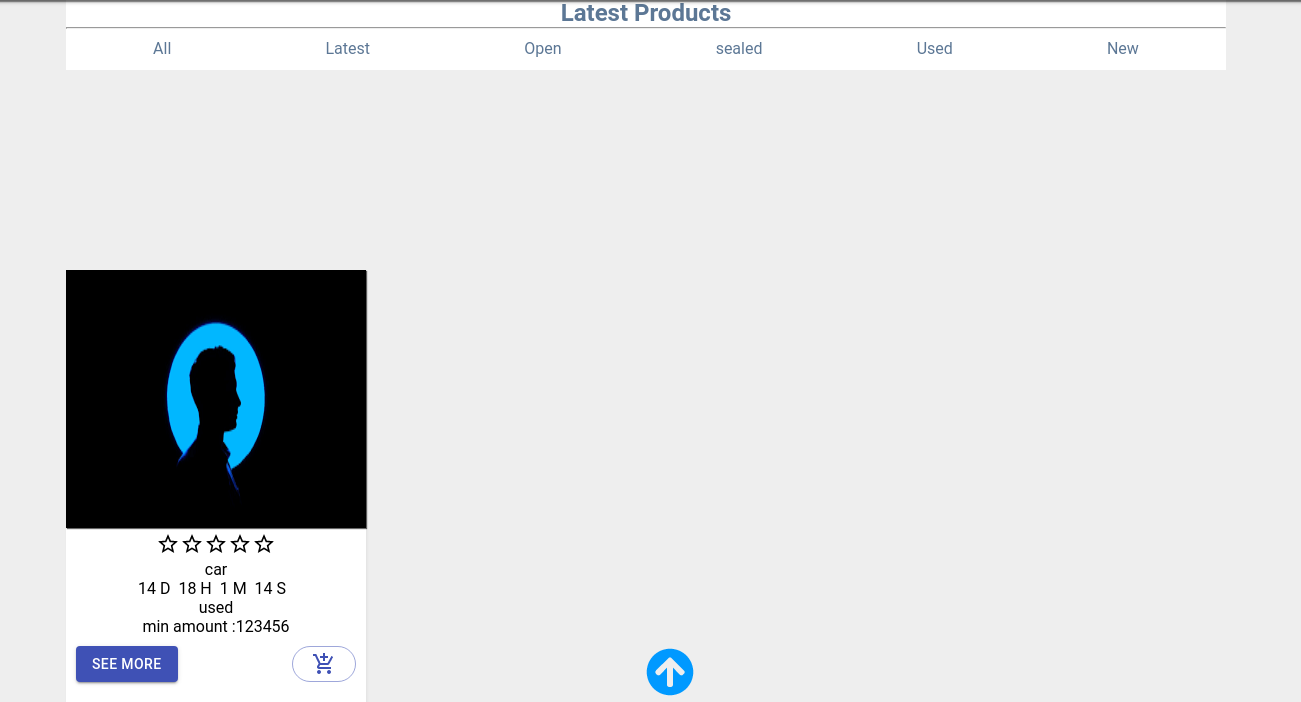 Latest Products
All Latest Open sealed Used New
car
14 D 18 H 1 M 14 S
used
min amount :123456
SEE MORE